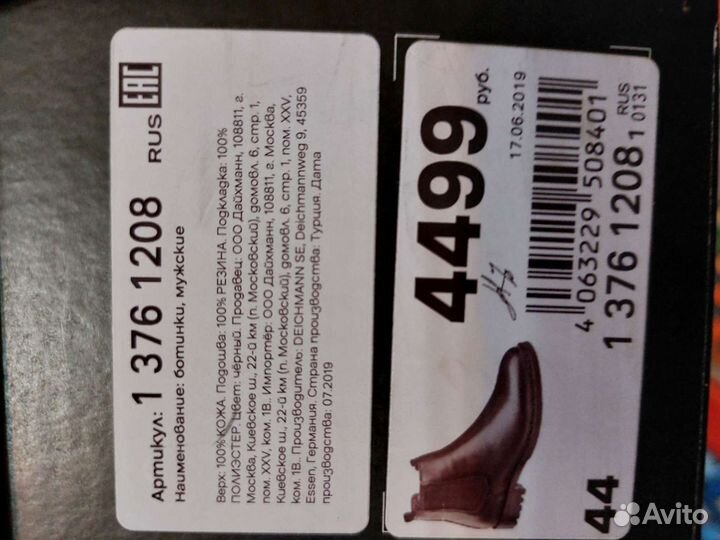 Артикул: 1 376 1208 RUS EAC
Наименование: ботинки, мужские
Верх: 100% КОЖА. Подошва: 100% РЕЗИНА. Подкладка: 100%
ПОЛИЭСТЕР. Цвет: чёрный. Продавец: ООО Дайхманн, 108811, г.
Москва, Киевское ш., 22-й км (п. Московский), домовл. 6, стр. 1,
пом. XXV, ком. 1В.. Импортёр: ООО Дайхманн, 108811, г. Москва,
Киевское ш., 22-й км (п. Московский), домовл. 6, стр. 1, пом. XXV,
ком. 1В.. Производитель: DEICHMANN SE, Deichmannweg 9, 45359
Essen, Германия. Страна производства: Турция. Дата
производства: 07.2019
4499 руб.
17.06.2019
4 063229 508401
1 376 1208 RUS
1 0131
44
Avito